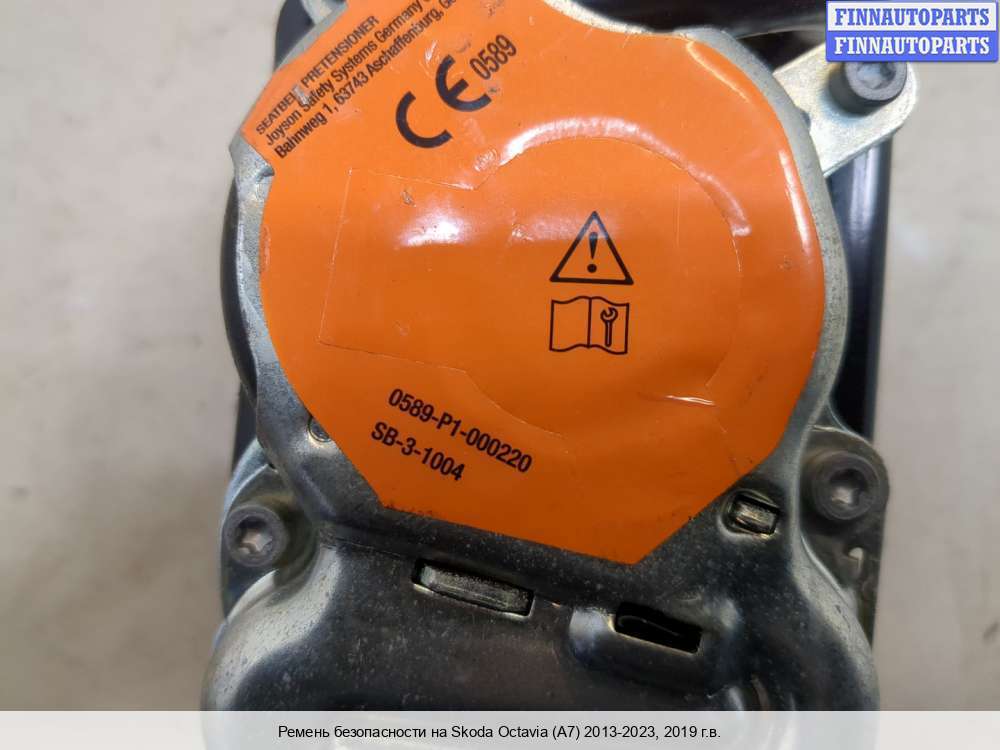 FINNAUTOPARTS
FINNAUTOPARTS
SEATBELT PRETENSIONER
Joyson Safety Systems Germany
Bahnweg 1, 63743 Aschaffenburg,
CE 0589
0589-P1-000220
SB-3-1004
Ремень безопасности на Skoda Octavia (A7) 2013-2023, 2019 г.в.